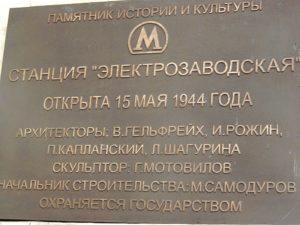 ПАМЯТНИК ИСТОРИИ И КУЛЬТУРЫ
М
СТАНЦИЯ "ЭЛЕКТРОЗАВОДСКАЯ"
ОТКРЫТА 15 МАЯ 1944 ГОДА
АРХИТЕКТОРЫ; В.ГЕЛЬФРЕЙХ, И.РОЖИН,
П.КАПЛАНСКИЙ, Л.ШАГУРИНА
СКУЛЬПТОР: Г.МОТОВИЛОВ
НАЧАЛЬНИК СТРОИТЕЛЬСТВА: М.САМОДУРОВ
ОХРАНЯЕТСЯ ГОСУДАРСТВОМ